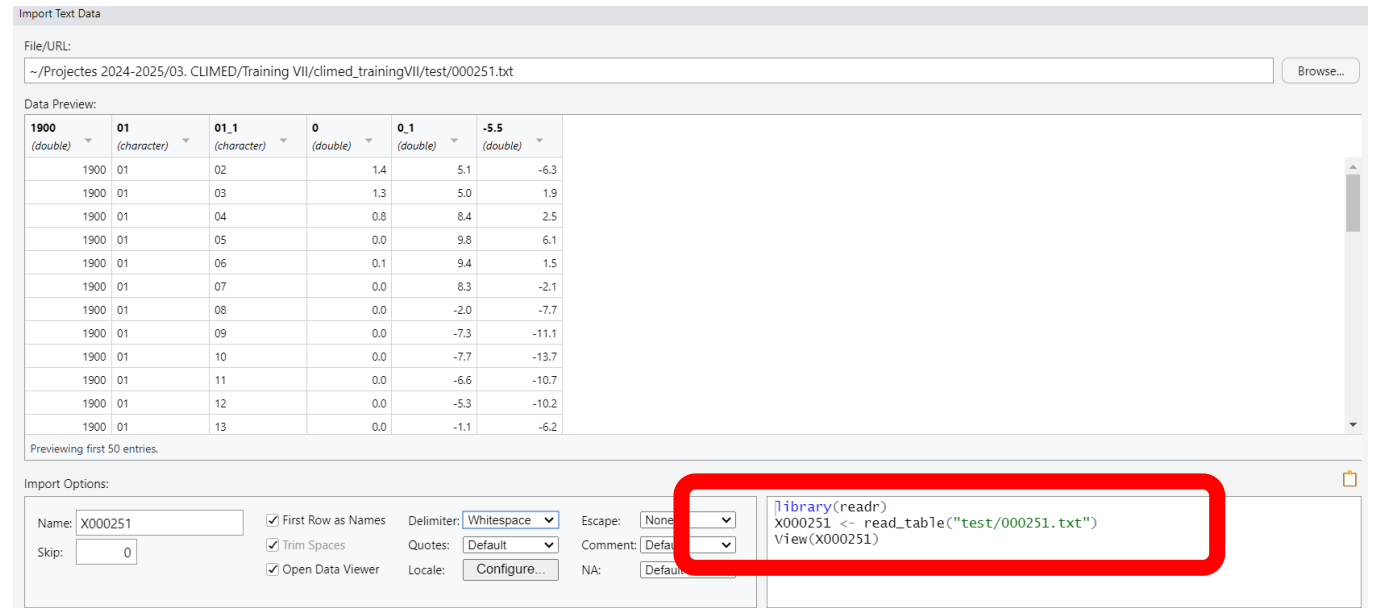 Import Text Data
File/URL:
~/Projectes 2024-2025/03. CLIMED/Training VII/climed_trainingVII/test/000251.txt Browse...
Data Preview:
1900 01 01_1 0 0_1 -5.5
(double) (character) (character) (double) (double) (double)
1900 01 02 1.4 5.1 -6.3
1900 01 03 1.3 5.0 1.9
1900 01 04 0.8 8.4 2.5
1900 01 05 0.0 9.8 6.1
1900 01 06 0.1 9.4 1.5
1900 01 07 0.0 8.3 -2.1
1900 01 08 0.0 -2.0 -7.7
1900 01 09 0.0 -7.3 -11.1
1900 01 10 0.0 -7.7 -13.7
1900 01 11 0.0 -6.6 -10.7
1900 01 12 0.0 -5.3 -10.2
1900 01 13 0.0 -1.1 -6.2
Previewing first 50 entries.
Import Options:
Name: X000251 First Row as Names Delimiter: Whitespace Escape: None library(readr)
Trim Spaces Quotes: Default Comment: X000251 <- read_table("test/000251.txt")
Skip: 0 View(X000251)
Open Data Viewer Locale: Configure... NA: Default